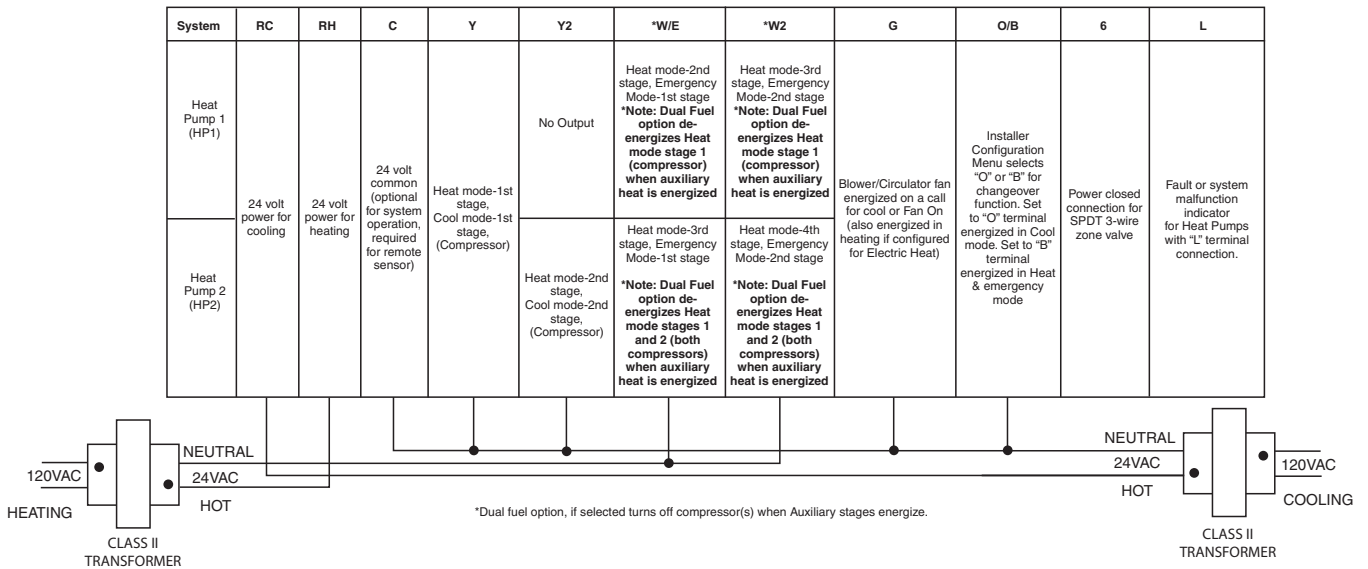 System RC RH C Y Y2 *W/E *W2 G O/B 6 L
Heat
Pump 1
(HP1)
24 volt
power for
cooling
24 volt
power for
heating
24 volt
common
(optional
for system
operation,
required
for remote
sensor)
Heat mode-1st
stage,
Cool mode-1st
stage,
(Compressor)
No Output
Heat mode-2nd
stage, Emergency
Mode-1st stage
*Note: Dual Fuel
option de-
energizes Heat
mode stage 1
(compressor)
when auxiliary
heat is energized
Heat mode-3rd
stage, Emergency
Mode-2nd stage
*Note: Dual Fuel
option de-
energizes Heat
mode stage 1
(compressor)
when auxiliary
heat is energized
Blower/Circulator fan
energized on a call
for cool or Fan On
(also energized in
heating if configured
for Electric Heat)
Installer
Configuration
Menu selects
“O” or “B” for
changeover
function. Set
to “O” terminal
energized in Cool
mode. Set to “B”
terminal
energized in Heat
& emergency
mode
Power closed
connection for
SPDT 3-wire
zone valve
Fault or system
malfunction
indicator
for Heat Pumps
with “L” terminal
connection.
Heat
Pump 2
(HP2)
Heat mode-2nd
stage,
Cool mode-2nd
stage,
(Compressor)
Heat mode-3rd
stage, Emergency
Mode-1st stage
*Note: Dual Fuel
option de-
energizes Heat
mode stages 1
and 2 (both
compressors)
when auxiliary
heat is energized
Heat mode-4th
stage, Emergency
Mode-2nd stage
*Note: Dual Fuel
option de-
energizes Heat
mode stages 1
and 2 (both
compressors)
when auxiliary
heat is energized
120VAC
HEATING
NEUTRAL
24VAC
HOT
CLASS II
TRANSFORMER
*Dual fuel option, if selected turns off compressor(s) when Auxiliary stages energize.
NEUTRAL
24VAC
HOT
120VAC
COOLING
CLASS II
TRANSFORMER